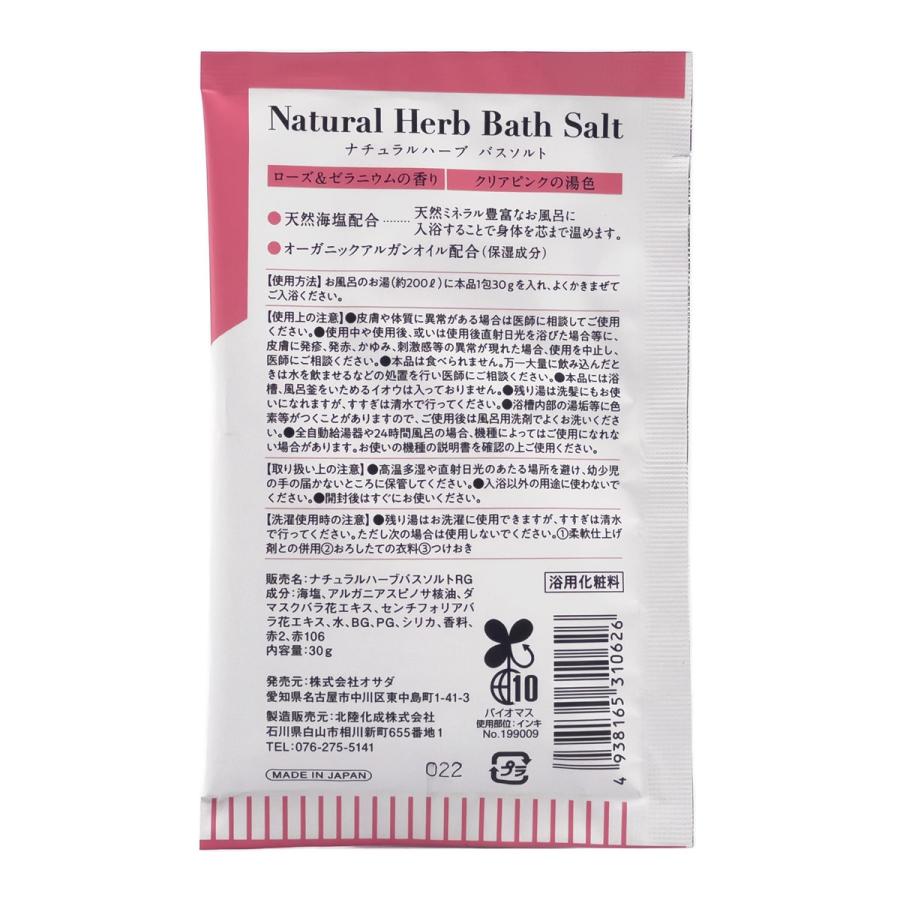 Natural Herb Bath Salt
ナチュラルハーブ バスソルト
ローズ&ゼラニウムの香り クリアピンクの湯色
●天然海塩配合……天然ミネラル豊富なお風呂に
入浴することで身体を芯まで温めます。
●オーガニックアルガンオイル配合(保湿成分)
【使用方法】お風呂のお湯(約200ℓ)に本品1包30gを入れ、よくかきまぜて
ご入浴ください。
【使用上の注意】●皮膚や体質に異常がある場合は医師に相談してご使用
ください。●使用中や使用後、或いは使用後直射日光を浴びた場合等に、
皮膚に発疹、発赤、かゆみ、刺激感等の異常が現れた場合、使用を中止し、
医師にご相談ください。●本品は食べられません。万一大量に飲み込んだと
きは水を飲ませるなどの処置を行い医師にご相談ください。●本品には浴
槽、風呂釜をいためるイオウは入っておりません。●残り湯は洗髪にもお使
いになれますが、すすぎは清水で行ってください。●浴槽内部の湯垢等に色
素等がつくことがありますので、ご使用後は風呂用洗剤でよくお洗いくださ
い。●全自動給湯器や24時間風呂の場合、機種によってはご使用になれな
い場合があります。お使いの機種の説明書を確認の上ご使用ください。
【取り扱い上の注意】●高温多湿や直射日光のあたる場所を避け、幼少児
の手の届かないところに保管してください。●入浴以外の用途に使わないで
ください。●開封後はすぐにお使いください。
【洗濯使用時の注意】●残り湯はお洗濯に使用できますが、すすぎは清水
で行ってください。ただし次の場合は使用しないでください。①柔軟仕上げ
剤との併用②おろしたての衣料③つけおき
販売名:ナチュラルハーブバスソルトRG
成分:海塩、アルガニアスピノサ核油、ダ
マスクバラ花エキス、センチフォリアバ
ラ花エキス、水、BG、PG、シリカ、香料、
赤2、赤106
内容量:30g
浴用化粧料
発売元:株式会社オサダ
愛知県名古屋市中川区東中島町1-41-3
製造販売元:北陸化成株式会社
石川県白山市相川新町655番地1
TEL:076-275-5141
MADE IN JAPAN
022
10
バイオマス
使用部位:インキ
No.199009
プラ
4 938165 310626